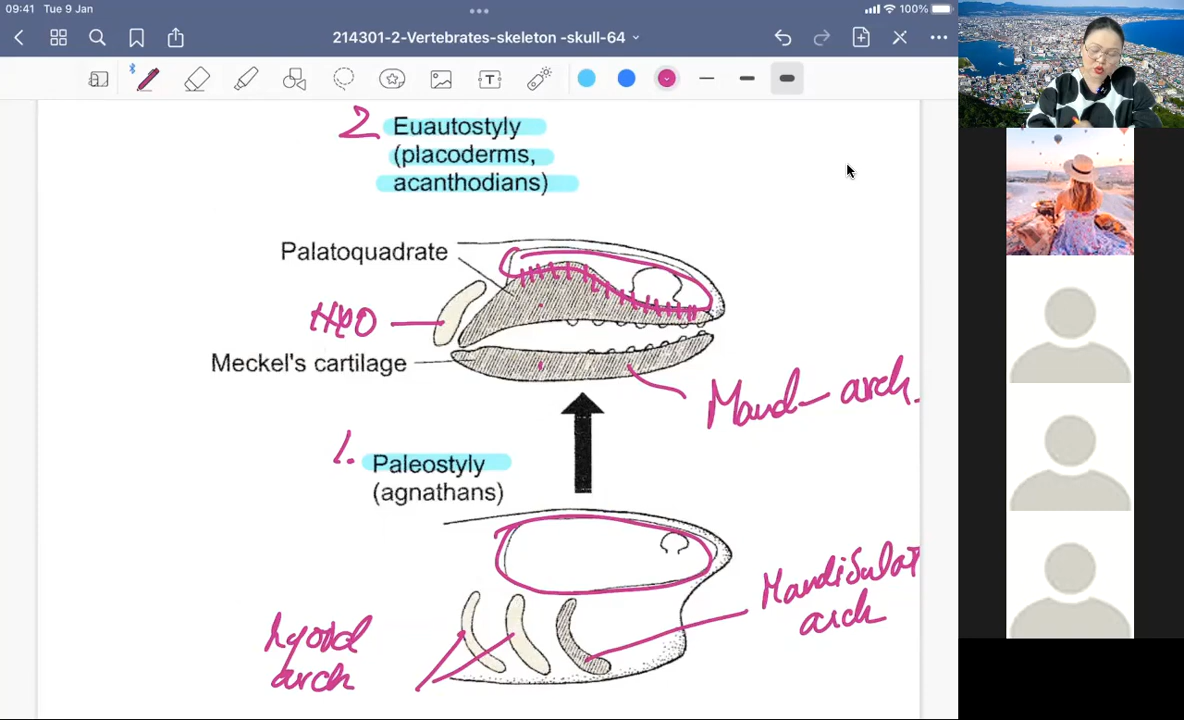 09:41 Tue 9 Jan
100%
214301-2-Vertebrates-skeleton -skull-64
2 Euautostyly
(placoderms,
acanthodians)
Palatoquadrate
Meckel's cartilage
Mand- arch.
1. Paleostyly
(agnathans)
Mandibular
arch
hyoid
arch